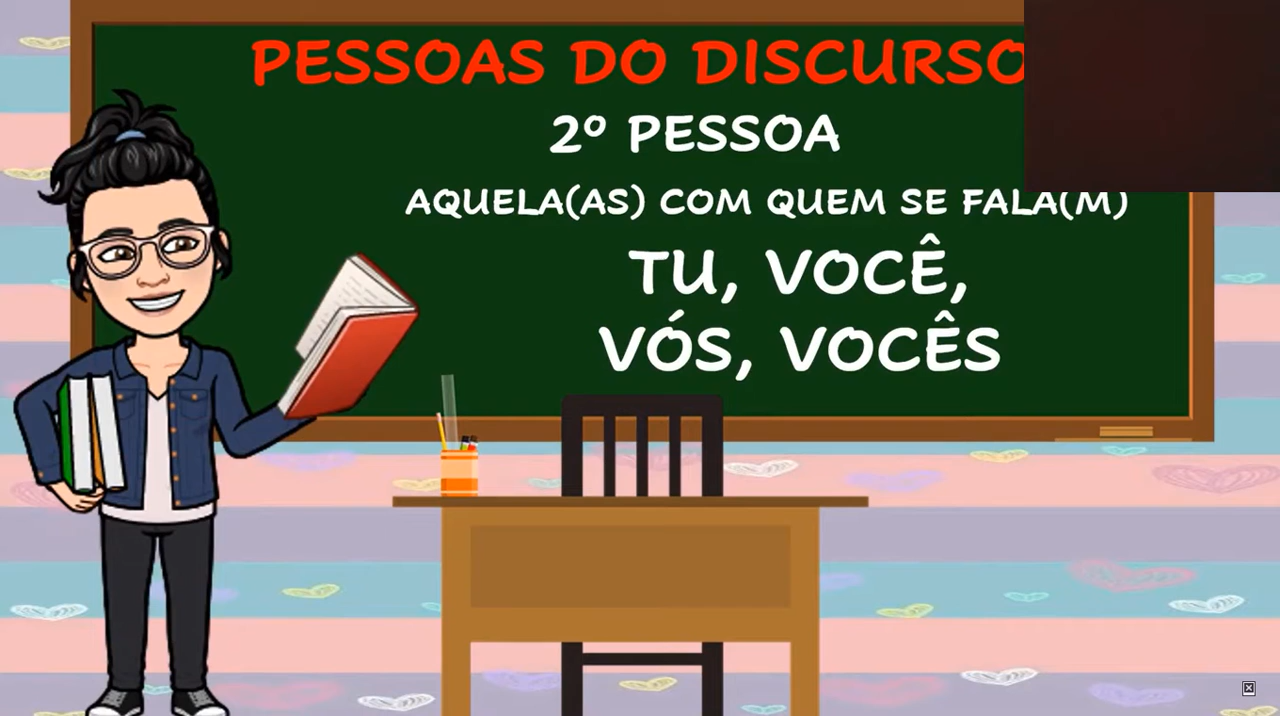 PESSOAS DO DISCURSO
2º PESSOA
AQUELA(AS) COM QUEM SE FALA(M)
TU, VOCÊ,
VÓS, VOCÊS